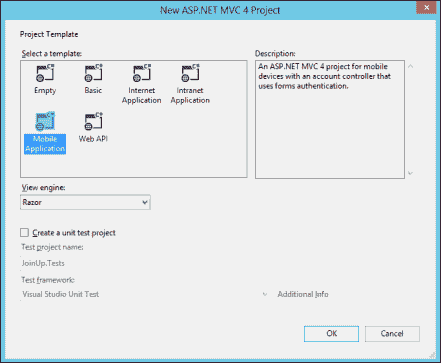 New ASP.NET MVC 4 Project
Project Template
Select a template:
Description:
Empty
Basic
Internet Application
Intranet Application
Mobile Application
Web API
An ASP.NET MVC 4 project for mobile
devices with an account controller that
uses forms authentication.
View engine:
Razor
Create a unit test project
Test project name:
JoinUp.Tests
Test framework:
Visual Studio Unit Test
Additional Info
OK
Cancel